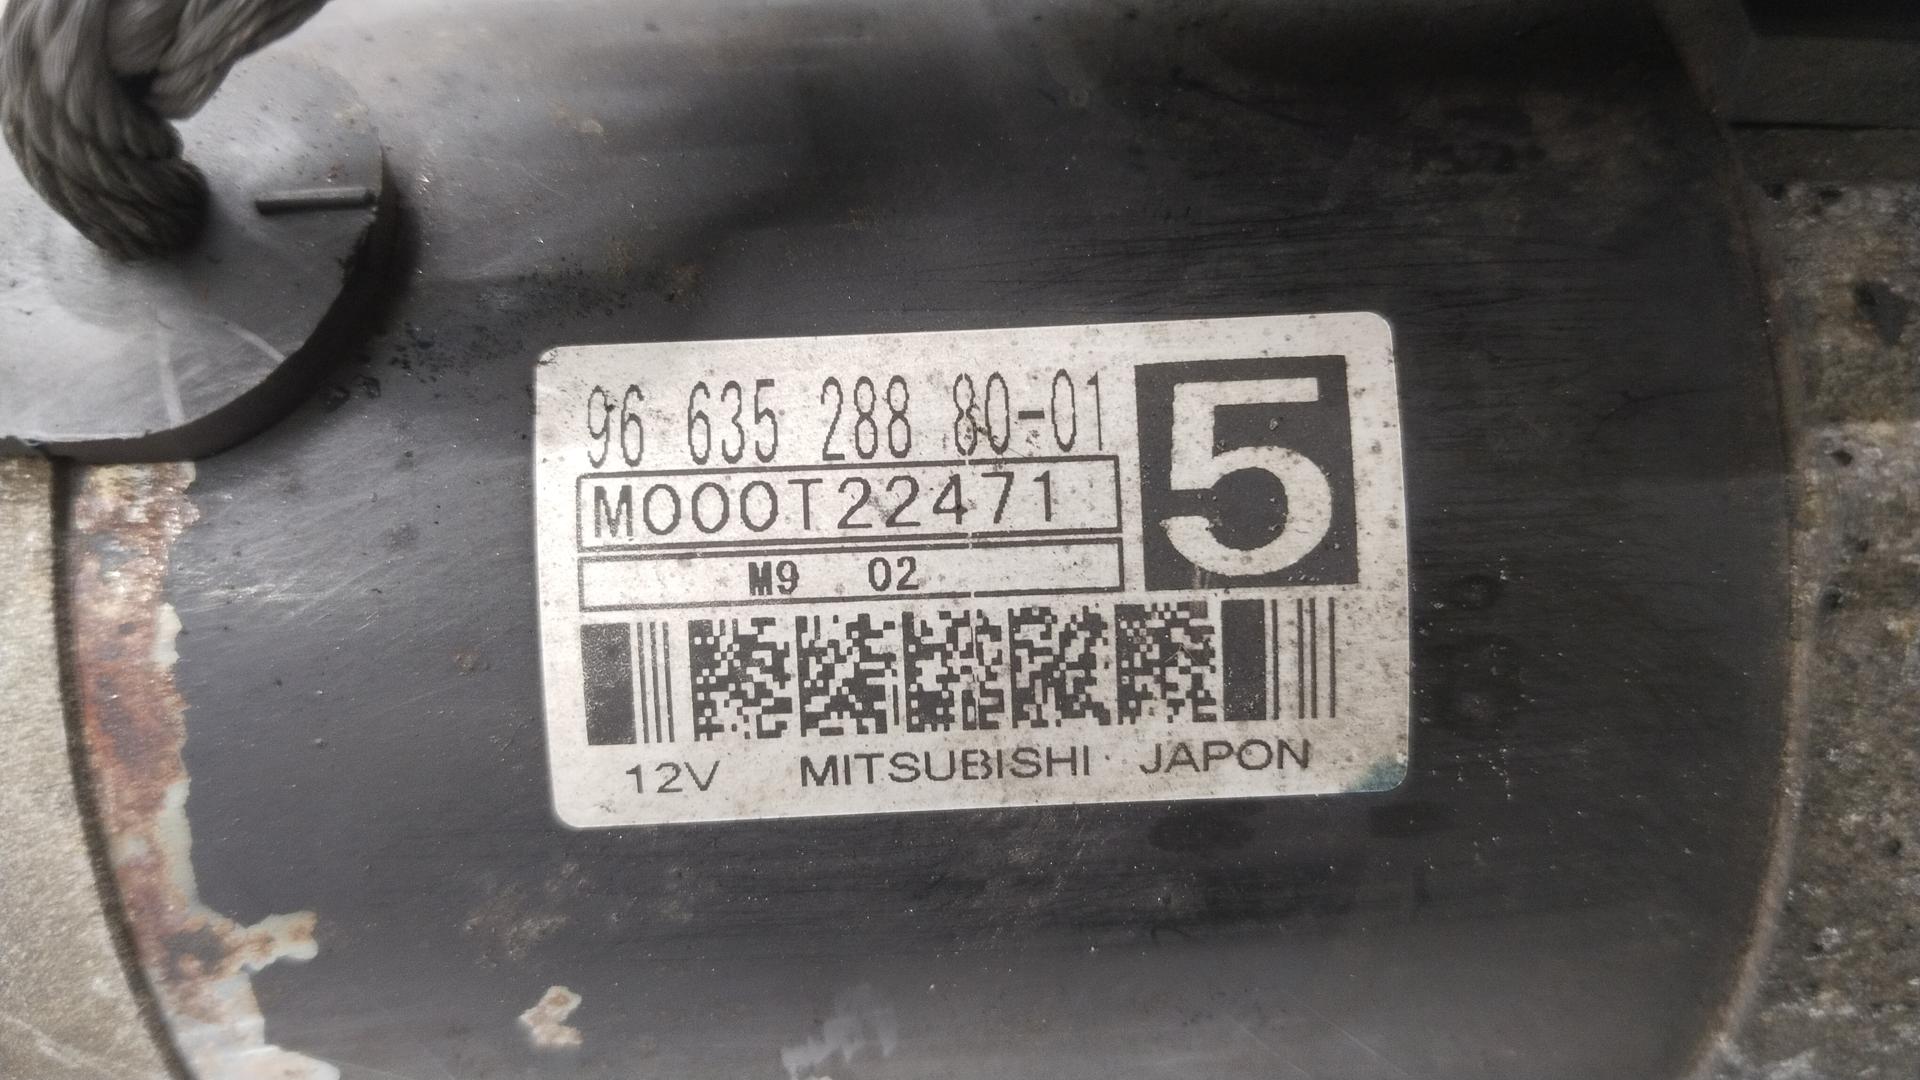 96 635 288 80-01
5
M000T22471
M9 02
12V MITSUBISHI JAPON